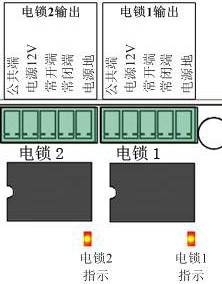 电锁2输出
公共端
电源12V
常开端
常闭端
电源地
电锁1输出
公共端
电源12V
常开端
常闭端
电源地
电锁 2
电锁 1
电锁2
指示
电锁1
指示